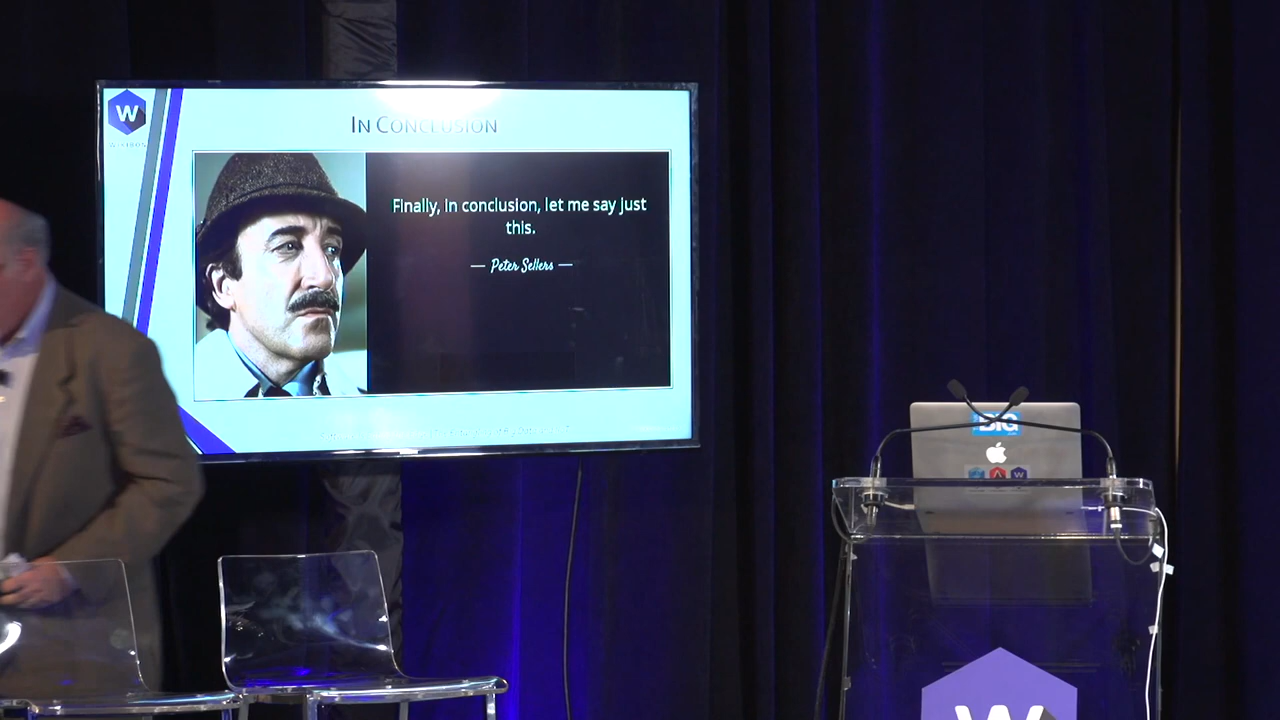 W
IN CONCLUSION
Finally, in conclusion, let me say just
this.
— Peter Sellers —
BIG
W
W